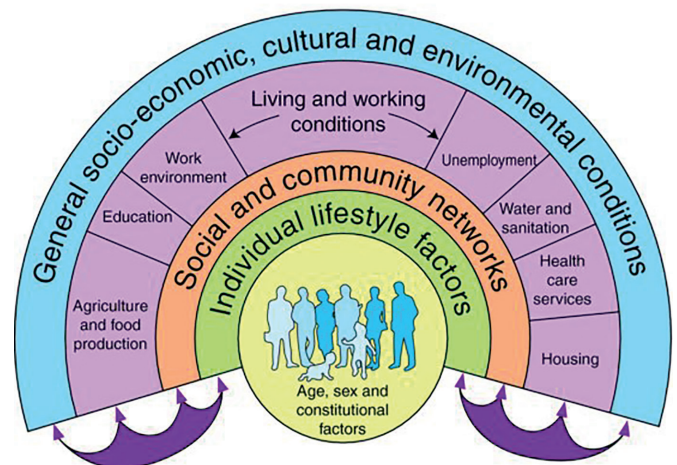 General socio-economic, cultural and environmental conditions
Living and working
conditions
Work
environment
Education
Agriculture
and food
production
Unemployment
Water and
sanitation
Health
care
services
Housing
Social and community networks
Individual lifestyle factors
Age, sex and
constitutional
factors